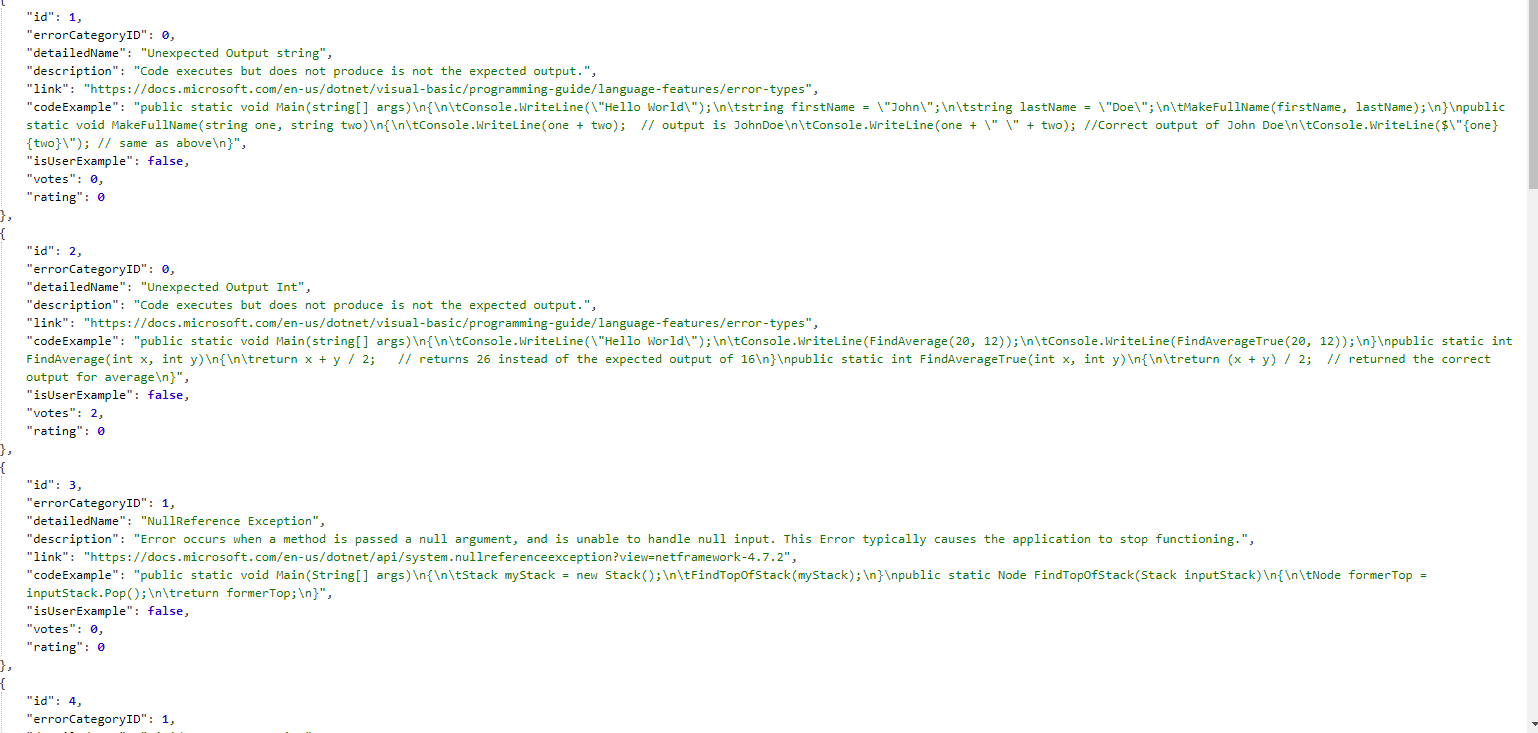 {
"id": 1,
"errorCategoryID": 0,
"detailedName": "Unexpected Output string",
"description": "Code executes but does not produce is not the expected output.",
"link": "https://docs.microsoft.com/en-us/dotnet/visual-basic/programming-guide/language-features/error-types",
"codeExample": "public static void Main(string[] args)\n{\n\tConsole.WriteLine(\"Hello World\");\n\tstring firstName = \"John\";\n\tstring lastName = \"Doe\";\n\tMakeFullName(firstName, lastName);\n}\npublic
static void MakeFullName(string one, string two)\n{\n\tConsole.WriteLine(one + two);  // output is JohnDoe\n\tConsole.WriteLine(one + \" \" + two); //Correct output of John Doe\n\tConsole.WriteLine($\"{one}
{two}\"); // same as above\n}",
"isUserExample": false,
"votes": 0,
"rating": 0
},
{
"id": 2,
"errorCategoryID": 0,
"detailedName": "Unexpected Output Int",
"description": "Code executes but does not produce is not the expected output.",
"link": "https://docs.microsoft.com/en-us/dotnet/visual-basic/programming-guide/language-features/error-types",
"codeExample": "public static void Main(string[] args)\n{\n\tConsole.WriteLine(\"Hello World\");\n\tConsole.WriteLine(FindAverage(20, 12));\n\tConsole.WriteLine(FindAverageTrue(20, 12));\n}\npublic static int
FindAverage(int x, int y)\n{\n\treturn x + y / 2;   // returns 26 instead of the expected output of 16\n}\npublic static int FindAverageTrue(int x, int y)\n{\n\treturn (x + y) / 2;  // returned the correct
output for average\n}",
"isUserExample": false,
"votes": 2,
"rating": 0
},
{
"id": 3,
"errorCategoryID": 1,
"detailedName": "NullReference Exception",
"description": "Error occurs when a method is passed a null argument, and is unable to handle null input. This Error typically causes the application to stop functioning.",
"link": "https://docs.microsoft.com/en-us/dotnet/api/system.nullreferenceexception?view=netframework-4.7.2",
"codeExample": "public static void Main(String[] args)\n{\n\tStack myStack = new Stack();\n\tFindTopOfStack(myStack);\n}\npublic static Node FindTopOfStack(Stack inputStack)\n{\n\tNode formerTop =
inputStack.Pop();\n\treturn formerTop;\n}",
"isUserExample": false,
"votes": 0,
"rating": 0
},
{
"id": 4,
"errorCategoryID": 1,